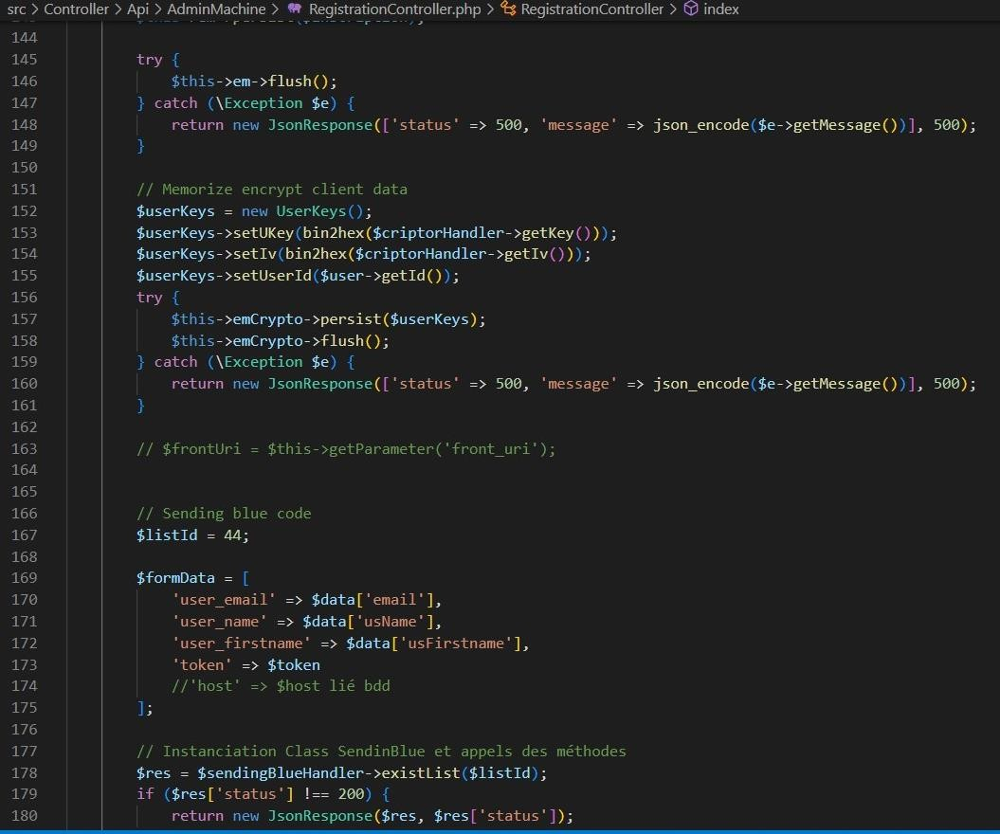 src > Controller > Api > AdminMachine > RegistrationController.php > RegistrationController > index
144
145 try {
146 $this->em->flush();
147 } catch (\Exception $e) {
148 return new JsonResponse(['status' => 500, 'message' => json_encode($e->getMessage())], 500);
149 }
150
151 // Memorize encrypt client data
152 $userKeys = new UserKeys();
153 $userKeys->setUKey(bin2hex($criptorHandler->getKey()));
154 $userKeys->setIv(bin2hex($criptorHandler->getIv()));
155 $userKeys->setUserId($user->getId());
156 try {
157 $this->emCrypto->persist($userKeys);
158 $this->emCrypto->flush();
159 } catch (\Exception $e) {
160 return new JsonResponse(['status' => 500, 'message' => json_encode($e->getMessage())], 500);
161 }
162
163 // $frontUri = $this->getParameter('front_uri');
164
165
166 // Sending blue code
167 $listId = 44;
168
169 $formData = [
170 'user_email' => $data['email'],
171 'user_name' => $data['usName'],
172 'user_firstname' => $data['usFirstname'],
173 'token' => $token
174 //'host' => $host lié bdd
175 ];
176
177 // Instanciation Class SendinBlue et appels des méthodes
178 $res = $sendingBlueHandler->existList($listId);
179 if ($res['status'] !== 200) {
180 return new JsonResponse($res, $res['status']);